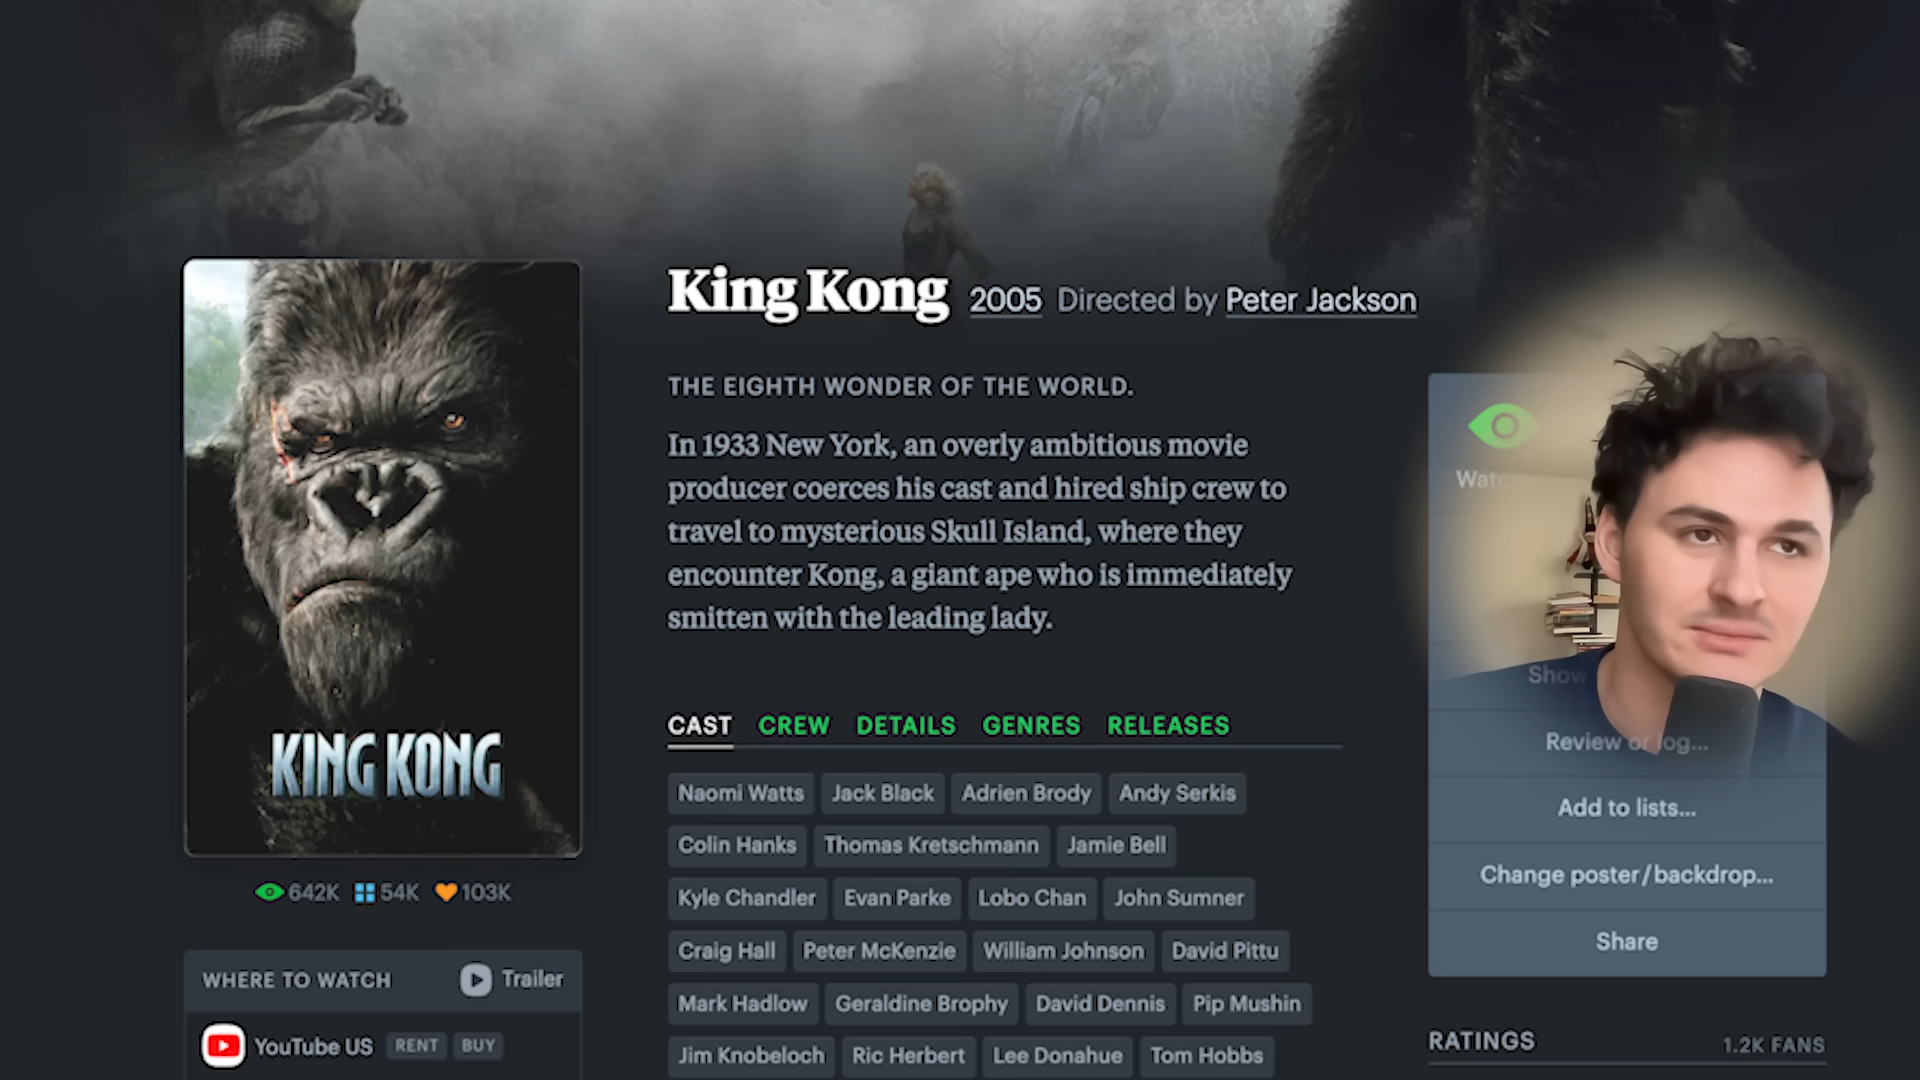 King Kong 2005 Directed by Peter Jackson
THE EIGHTH WONDER OF THE WORLD.
In 1933 New York, an overly ambitious movie
producer coerces his cast and hired ship crew to
travel to mysterious Skull Island, where they
encounter Kong, a giant ape who is immediately
smitten with the leading lady.
KING KONG
642K 54K 103K
WHERE TO WATCH Trailer
YouTube US RENT BUY
CAST CREW DETAILS GENRES RELEASES
Naomi Watts Jack Black Adrien Brody Andy Serkis
Colin Hanks Thomas Kretschmann Jamie Bell
Kyle Chandler Evan Parke Lobo Chan John Sumner
Craig Hall Peter McKenzie William Johnson David Pittu
Mark Hadlow Geraldine Brophy David Dennis Pip Mushin
Jim Knobeloch Ric Herbert Lee Donahue Tom Hobbs
Show
Review or log...
Add to lists...
Change poster/backdrop...
Share
RATINGS 1.2K FANS